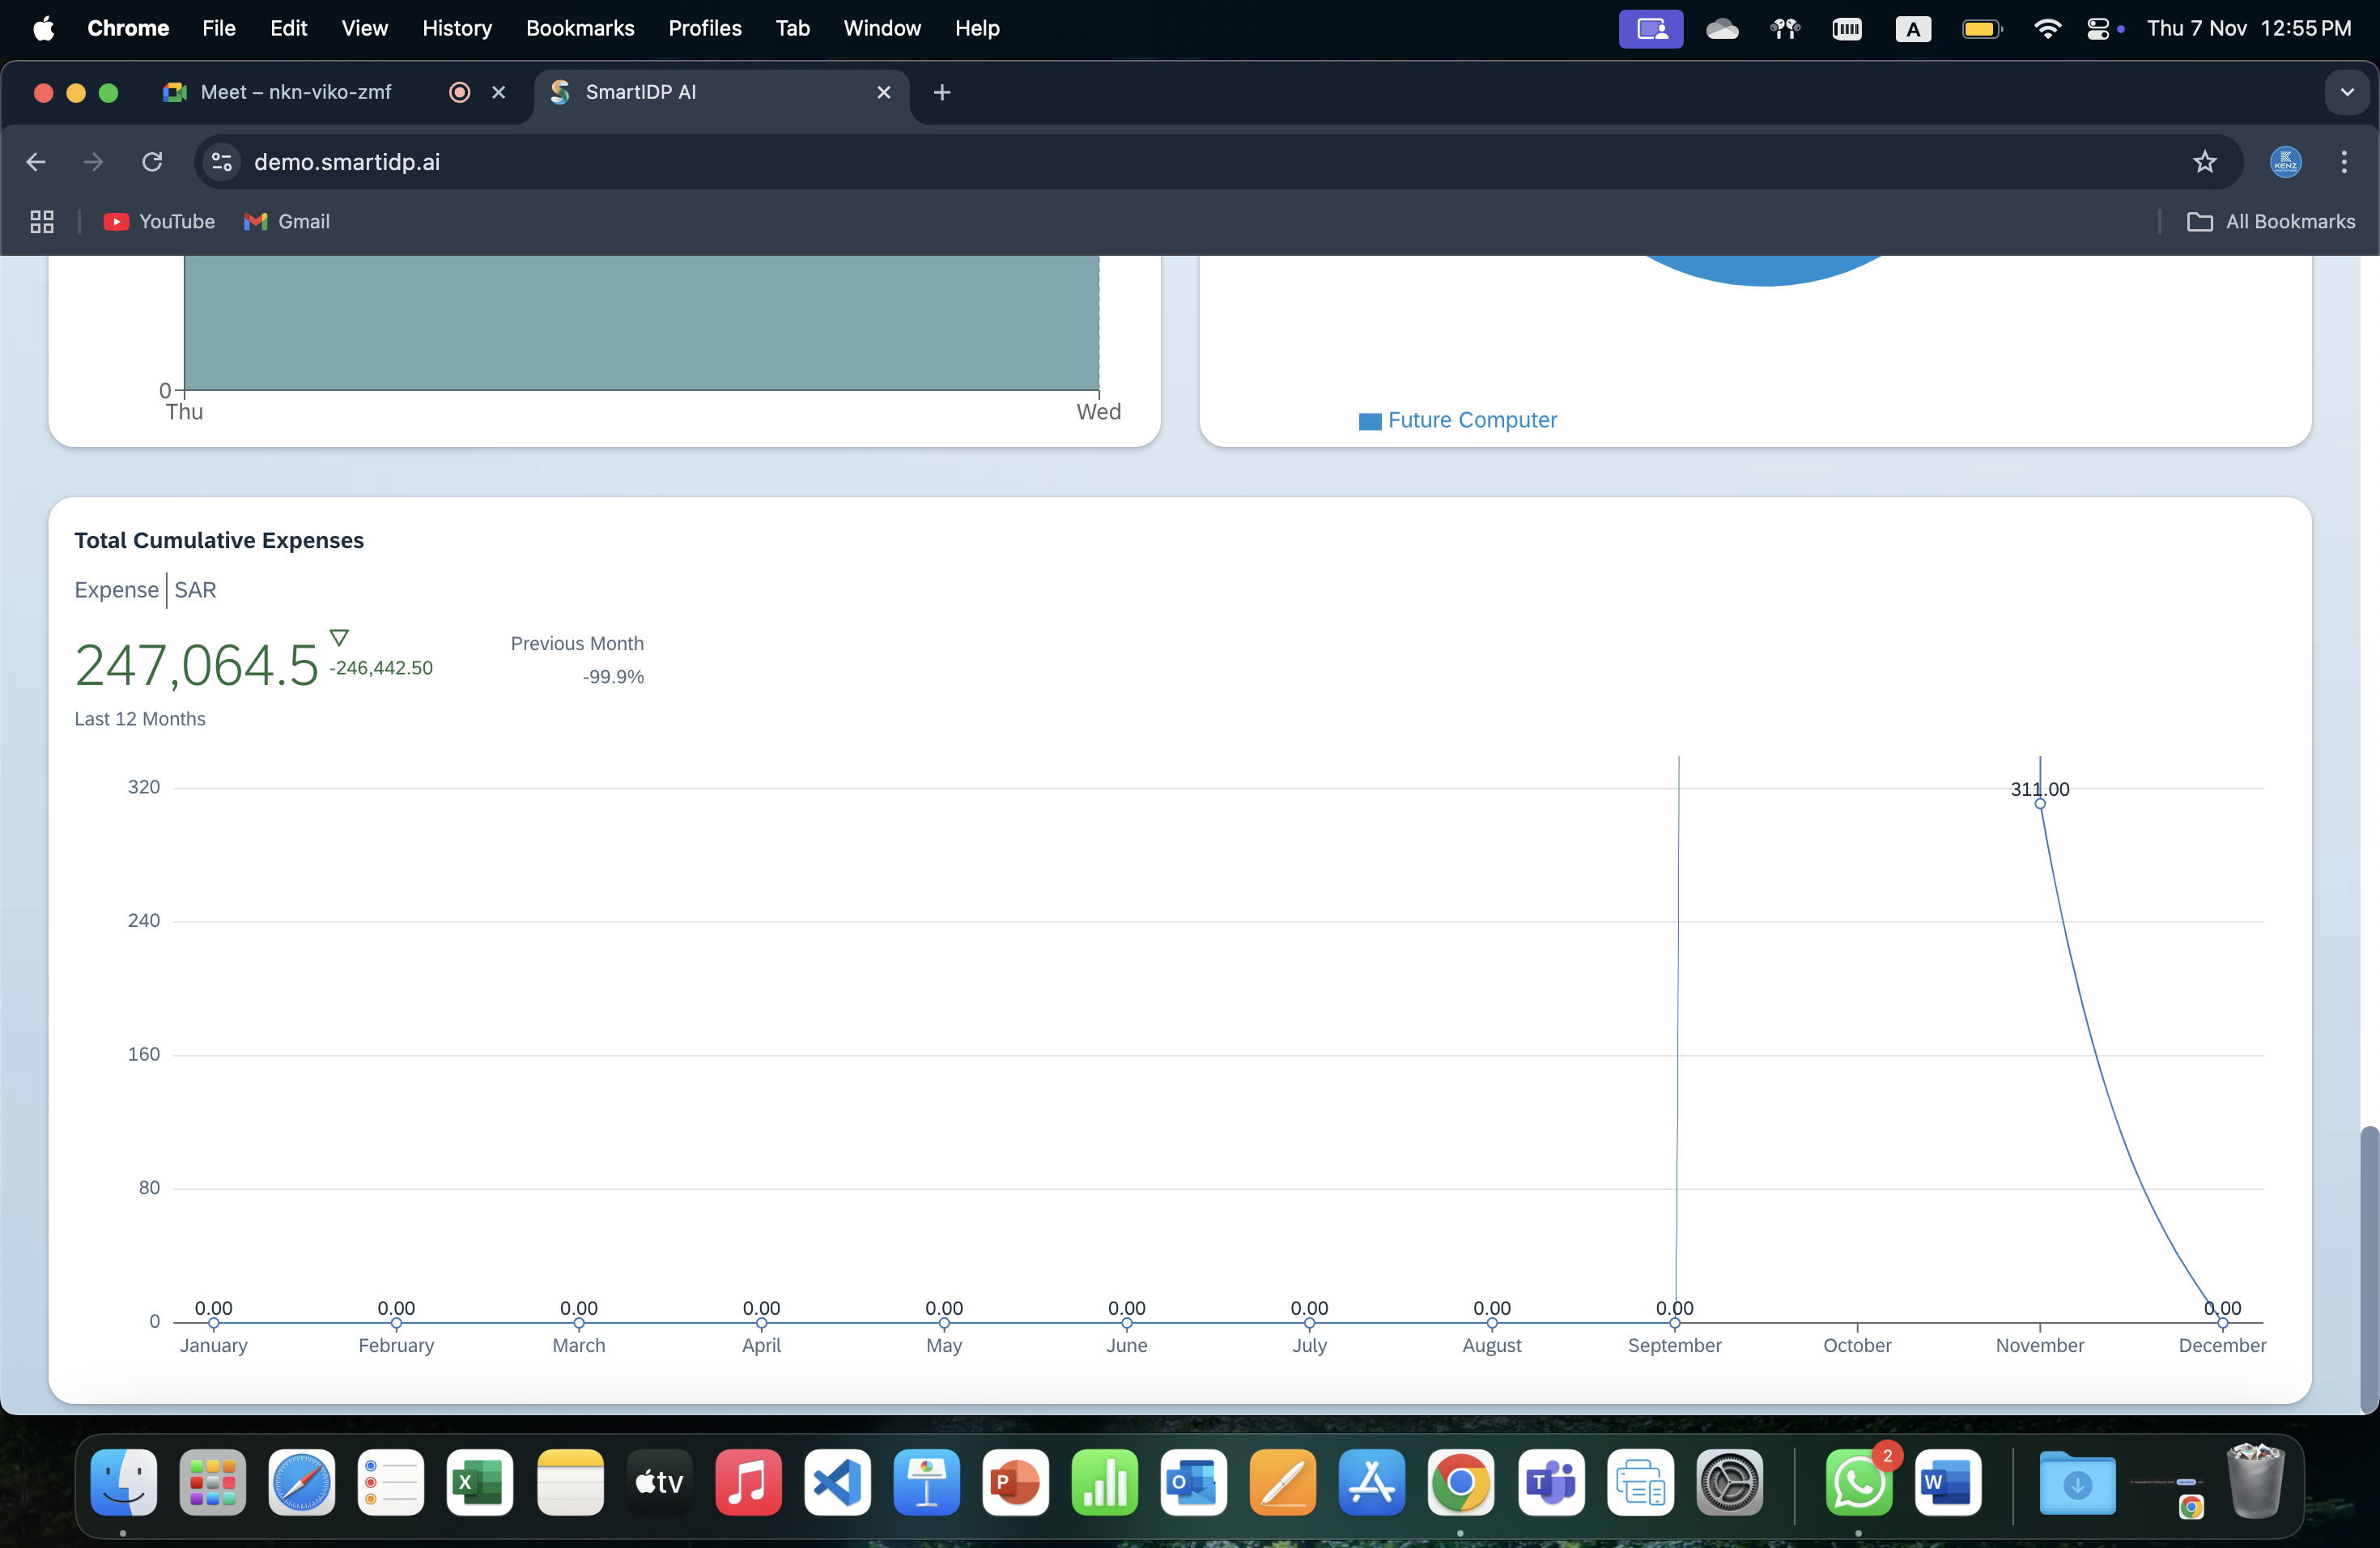 Chrome File Edit View History Bookmarks Profiles Tab Window Help A Thu 7 Nov 12:55 PM
Meet – nkn-viko-zmf SmartIDP AI
demo.smartidp.ai KENZ
YouTube Gmail All Bookmarks
0
Thu Wed
Future Computer
Total Cumulative Expenses
Expense SAR
247,064.5 -246,442.50
Previous Month
-99.9%
Last 12 Months
320
311.00
240
160
80
0.00 0.00 0.00 0.00 0.00 0.00 0.00 0.00 0.00 0.00
0
January February March April May June July August September October November December
X tv P O T 2 W